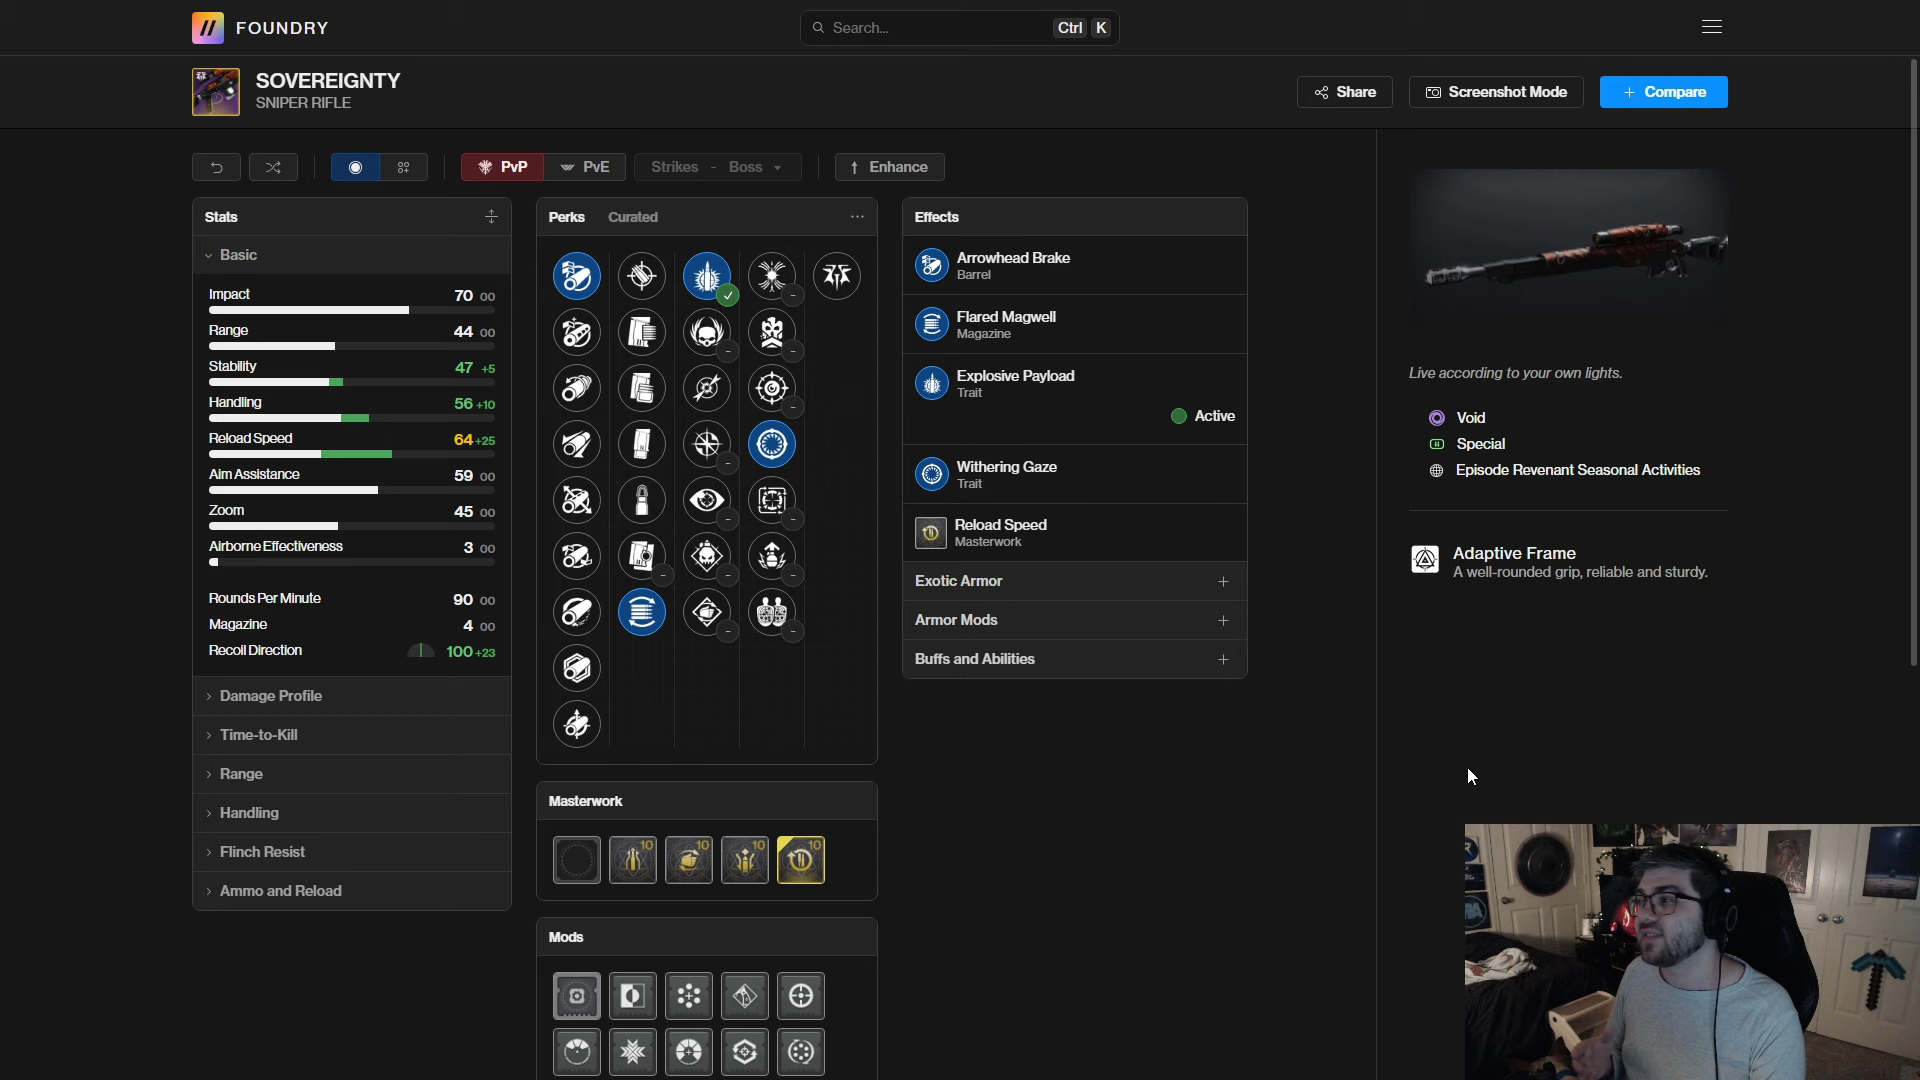 FOUNDRY
Search...
Ctrl K
SOVEREIGNTY
SNIPER RIFLE
Share
Screenshot Mode
+ Compare
PvP
PvE
Strikes - Boss
Enhance
Stats
Basic
Impact 70 00
Range 44 00
Stability 47 +5
Handling 56 +10
Reload Speed 64 +25
Aim Assistance 59 00
Zoom 45 00
Airborne Effectiveness 3 00
Rounds Per Minute 90 00
Magazine 4 00
Recoil Direction 100 +23
Damage Profile
Time-to-Kill
Range
Handling
Flinch Resist
Ammo and Reload
Perks Curated
Masterwork
10 10 10 10
Mods
Effects
Arrowhead Brake
Barrel
Flared Magwell
Magazine
Explosive Payload
Trait
Active
Withering Gaze
Trait
Reload Speed
Masterwork
Exotic Armor +
Armor Mods +
Buffs and Abilities +
Live according to your own lights.
Void
Special
Episode Revenant Seasonal Activities
Adaptive Frame
A well-rounded grip, reliable and sturdy.